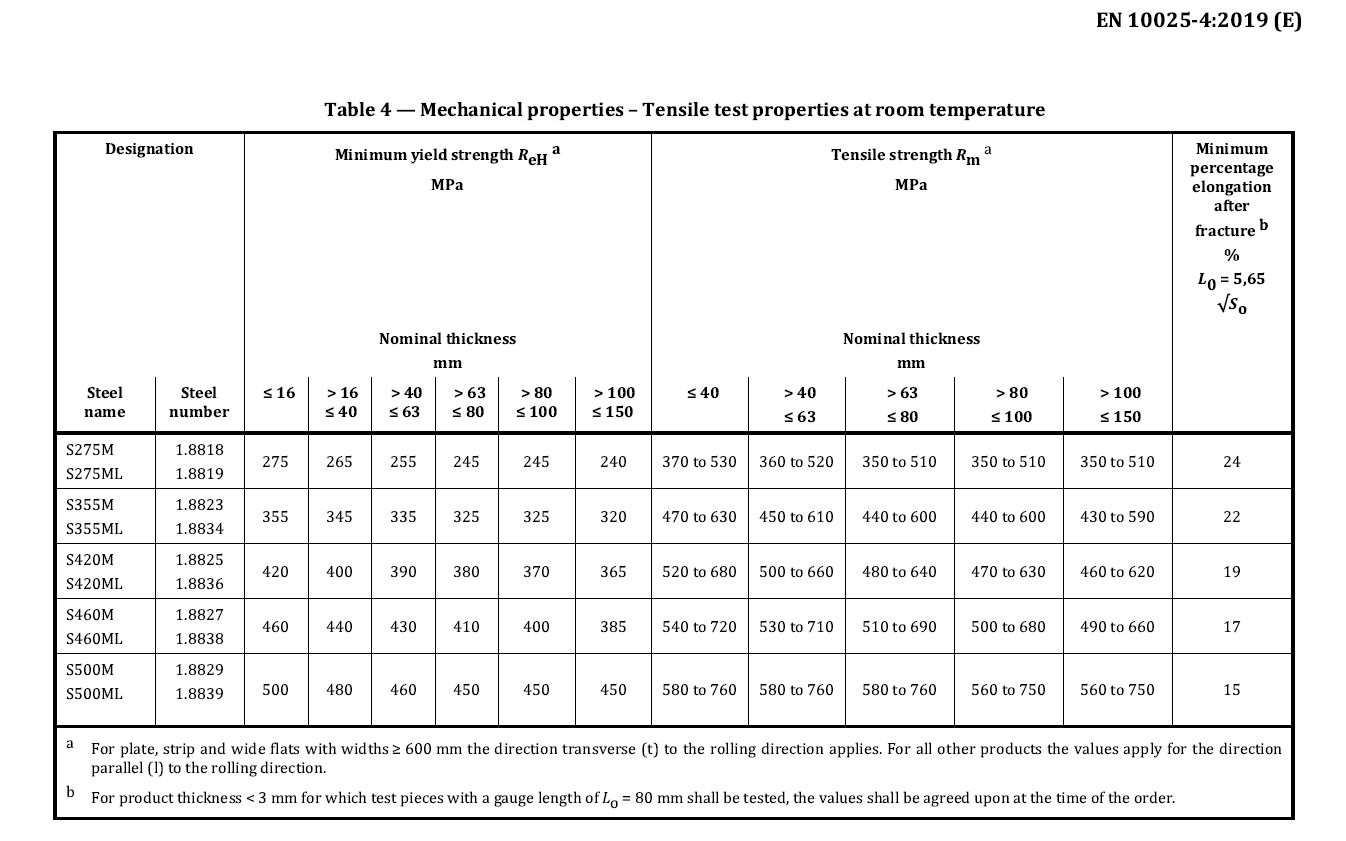 EN 10025-4:2019 (E)
Table 4 — Mechanical properties – Tensile test properties at room temperature
Designation
Minimum yield strength ReH a
MPa
Nominal thickness
mm
Tensile strength Rm a
MPa
Nominal thickness
mm
Minimum
percentage
elongation
after
fracture b
%
L0 = 5,65
√So
Steel name | Steel number | ≤ 16 | > 16 ≤ 40 | > 40 ≤ 63 | > 63 ≤ 80 | > 80 ≤ 100 | > 100 ≤ 150 | ≤ 40 | > 40 ≤ 63 | > 63 ≤ 80 | > 80 ≤ 100 | > 100 ≤ 150
S275M 1.8818
S275ML 1.8819
275 265 255 245 245 240 370 to 530 360 to 520 350 to 510 350 to 510 350 to 510 24
S355M 1.8823
S355ML 1.8834
355 345 335 325 325 320 470 to 630 450 to 610 440 to 600 440 to 600 430 to 590 22
S420M 1.8825
S420ML 1.8836
420 400 390 380 370 365 520 to 680 500 to 660 480 to 640 470 to 630 460 to 620 19
S460M 1.8827
S460ML 1.8838
460 440 430 410 400 385 540 to 720 530 to 710 510 to 690 500 to 680 490 to 660 17
S500M 1.8829
S500ML 1.8839
500 480 460 450 450 450 580 to 760 580 to 760 580 to 760 560 to 750 560 to 750 15
a For plate, strip and wide flats with widths ≥ 600 mm the direction transverse (t) to the rolling direction applies. For all other products the values apply for the direction
parallel (l) to the rolling direction.
b For product thickness < 3 mm for which test pieces with a gauge length of Lo = 80 mm shall be tested, the values shall be agreed upon at the time of the order.